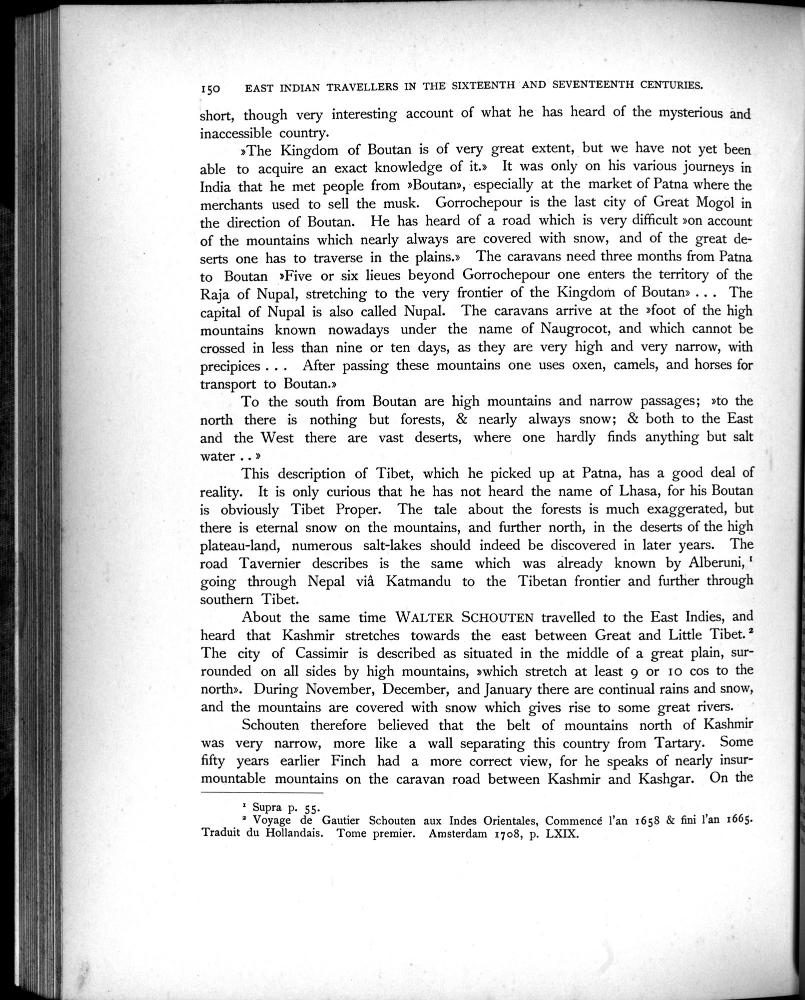 150 EAST INDIAN TRAVELLERS IN THE SIXTEENTH AND SEVENTEENTH CENTURIES.
short, though very interesting account of what he has heard of the mysterious and
inaccessible country.
»The Kingdom of Boutan is of very great extent, but we have not yet been
able to acquire an exact knowledge of it.» It was only on his various journeys in
India that he met people from »Boutan», especially at the market of Patna where the
merchants used to sell the musk. Gorrochepour is the last city of Great Mogol in
the direction of Boutan. He has heard of a road which is very difficult »on account
of the mountains which nearly always are covered with snow, and of the great de-
serts one has to traverse in the plains.» The caravans need three months from Patna
to Boutan »Five or six lieues beyond Gorrochepour one enters the territory of the
Raja of Nupal, stretching to the very frontier of the Kingdom of Boutan» . . . The
capital of Nupal is also called Nupal. The caravans arrive at the »foot of the high
mountains known nowadays under the name of Naugrocot, and which cannot be
crossed in less than nine or ten days, as they are very high and very narrow, with
precipices . . . After passing these mountains one uses oxen, camels, and horses for
transport to Boutan.»
To the south from Boutan are high mountains and narrow passages; »to the
north there is nothing but forests, & nearly always snow; & both to the East
and the West there are vast deserts, where one hardly finds anything but salt
water . . »
This description of Tibet, which he picked up at Patna, has a good deal of
reality. It is only curious that he has not heard the name of Lhasa, for his Boutan
is obviously Tibet Proper. The tale about the forests is much exaggerated, but
there is eternal snow on the mountains, and further north, in the deserts of the high
plateau-land, numerous salt-lakes should indeed be discovered in later years. The
road Tavernier describes is the same which was already known by Alberuni, ¹
going through Nepal viâ Katmandu to the Tibetan frontier and further through
southern Tibet.
About the same time WALTER SCHOUTEN travelled to the East Indies, and
heard that Kashmir stretches towards the east between Great and Little Tibet. ²
The city of Cassimir is described as situated in the middle of a great plain, sur-
rounded on all sides by high mountains, »which stretch at least 9 or 10 cos to the
north». During November, December, and January there are continual rains and snow,
and the mountains are covered with snow which gives rise to some great rivers.
Schouten therefore believed that the belt of mountains north of Kashmir
was very narrow, more like a wall separating this country from Tartary. Some
fifty years earlier Finch had a more correct view, for he speaks of nearly insur-
mountable mountains on the caravan road between Kashmir and Kashgar. On the
¹ Supra p. 55.
² Voyage de Gautier Schouten aux Indes Orientales, Commencé l'an 1658 & fini l'an 1665.
Traduit du Hollandais. Tome premier. Amsterdam 1708, p. LXIX.